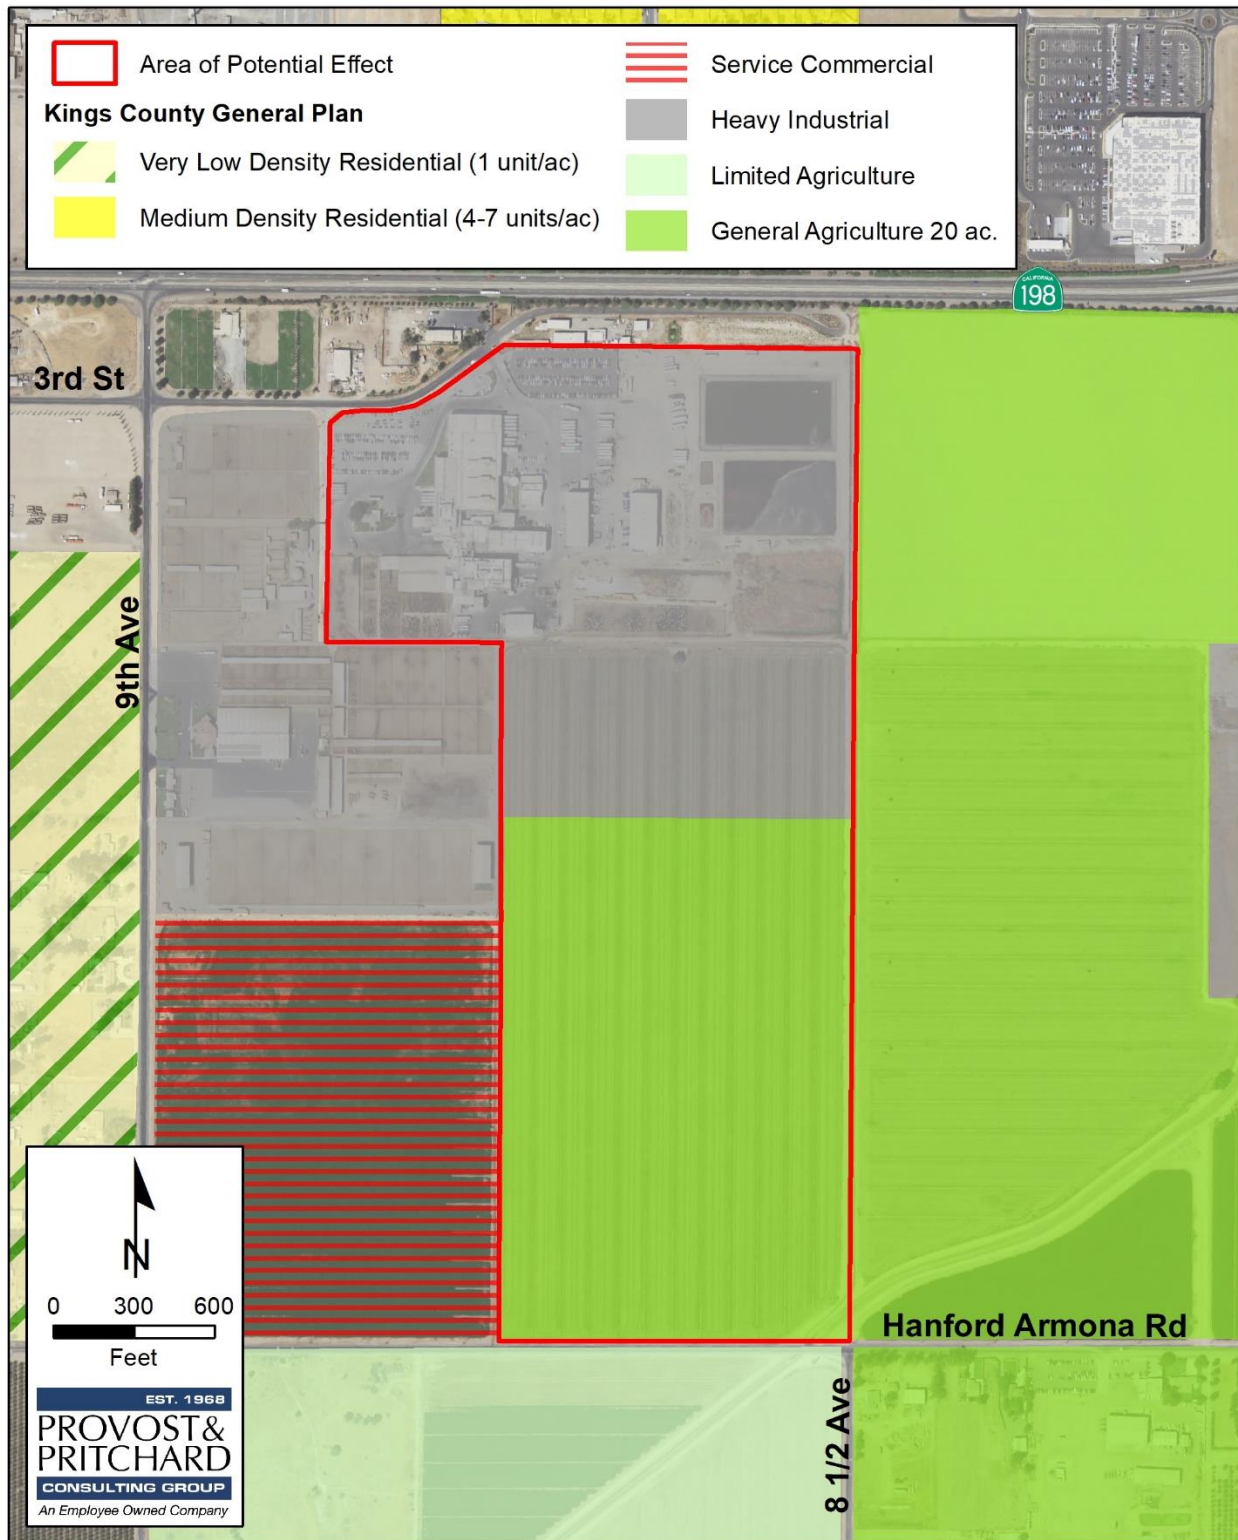 Area of Potential Effect
Kings County General Plan
Very Low Density Residential (1 unit/ac)
Medium Density Residential (4-7 units/ac)
Service Commercial
Heavy Industrial
Limited Agriculture
General Agriculture 20 ac.
CALIFORNIA
198
3rd St
9th Ave
Hanford Armona Rd
8 1/2 Ave
N
0 300 600
Feet
EST. 1968
PROVOST&
PRITCHARD
CONSULTING GROUP
An Employee Owned Company